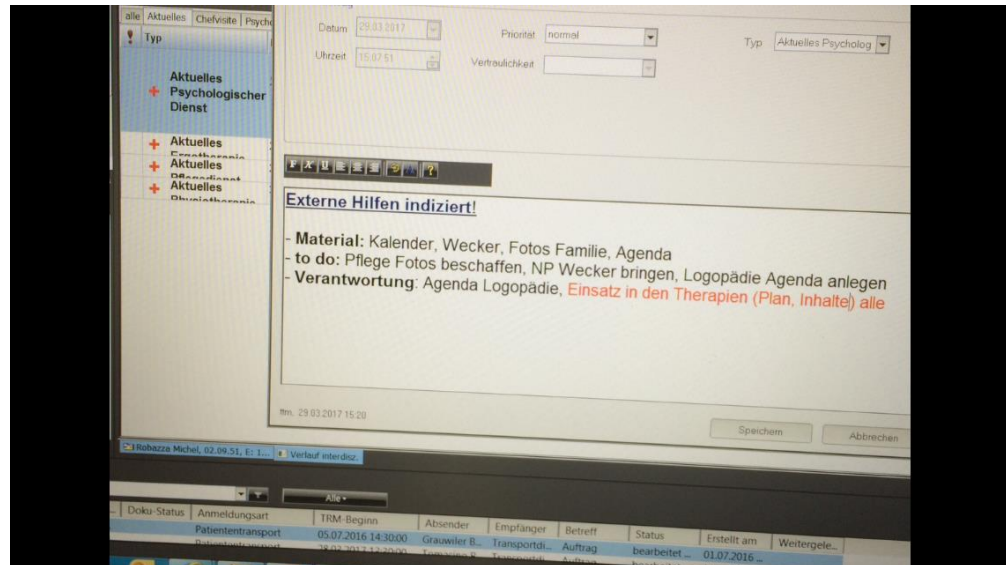 alle Aktuelles Chefvisite Psych
Typ
Aktuelles
Psychologischer
Dienst
Aktuelles
Aktuelles
Aktuelles
Datum 29.03.2017 Priorität normal Typ Aktuelles Psycholog
Uhrzeit 15:07:51 Vertraulichkeit
F K U ?
Externe Hilfen indiziert!
- Material: Kalender, Wecker, Fotos Familie, Agenda
- to do: Pflege Fotos beschaffen, NP Wecker bringen, Logopädie Agenda anlegen
- Verantwortung: Agenda Logopädie, Einsatz in den Therapien (Plan, Inhalte) alle
29.03.2017 15:20
Speichern Abbrechen
Robazza Michel, 02.09.51, E: 1... Verlauf interdisz.
Alle
Doku-Status Anmeldungsart TRM-Beginn Absender Empfänger Betreff Status Erstellt am Weitergele...
Patiententransport 05.07.2016 14:30:00 Grauwiler B... Transportdi... Auftrag bearbeitet ... 01.07.2016 ...